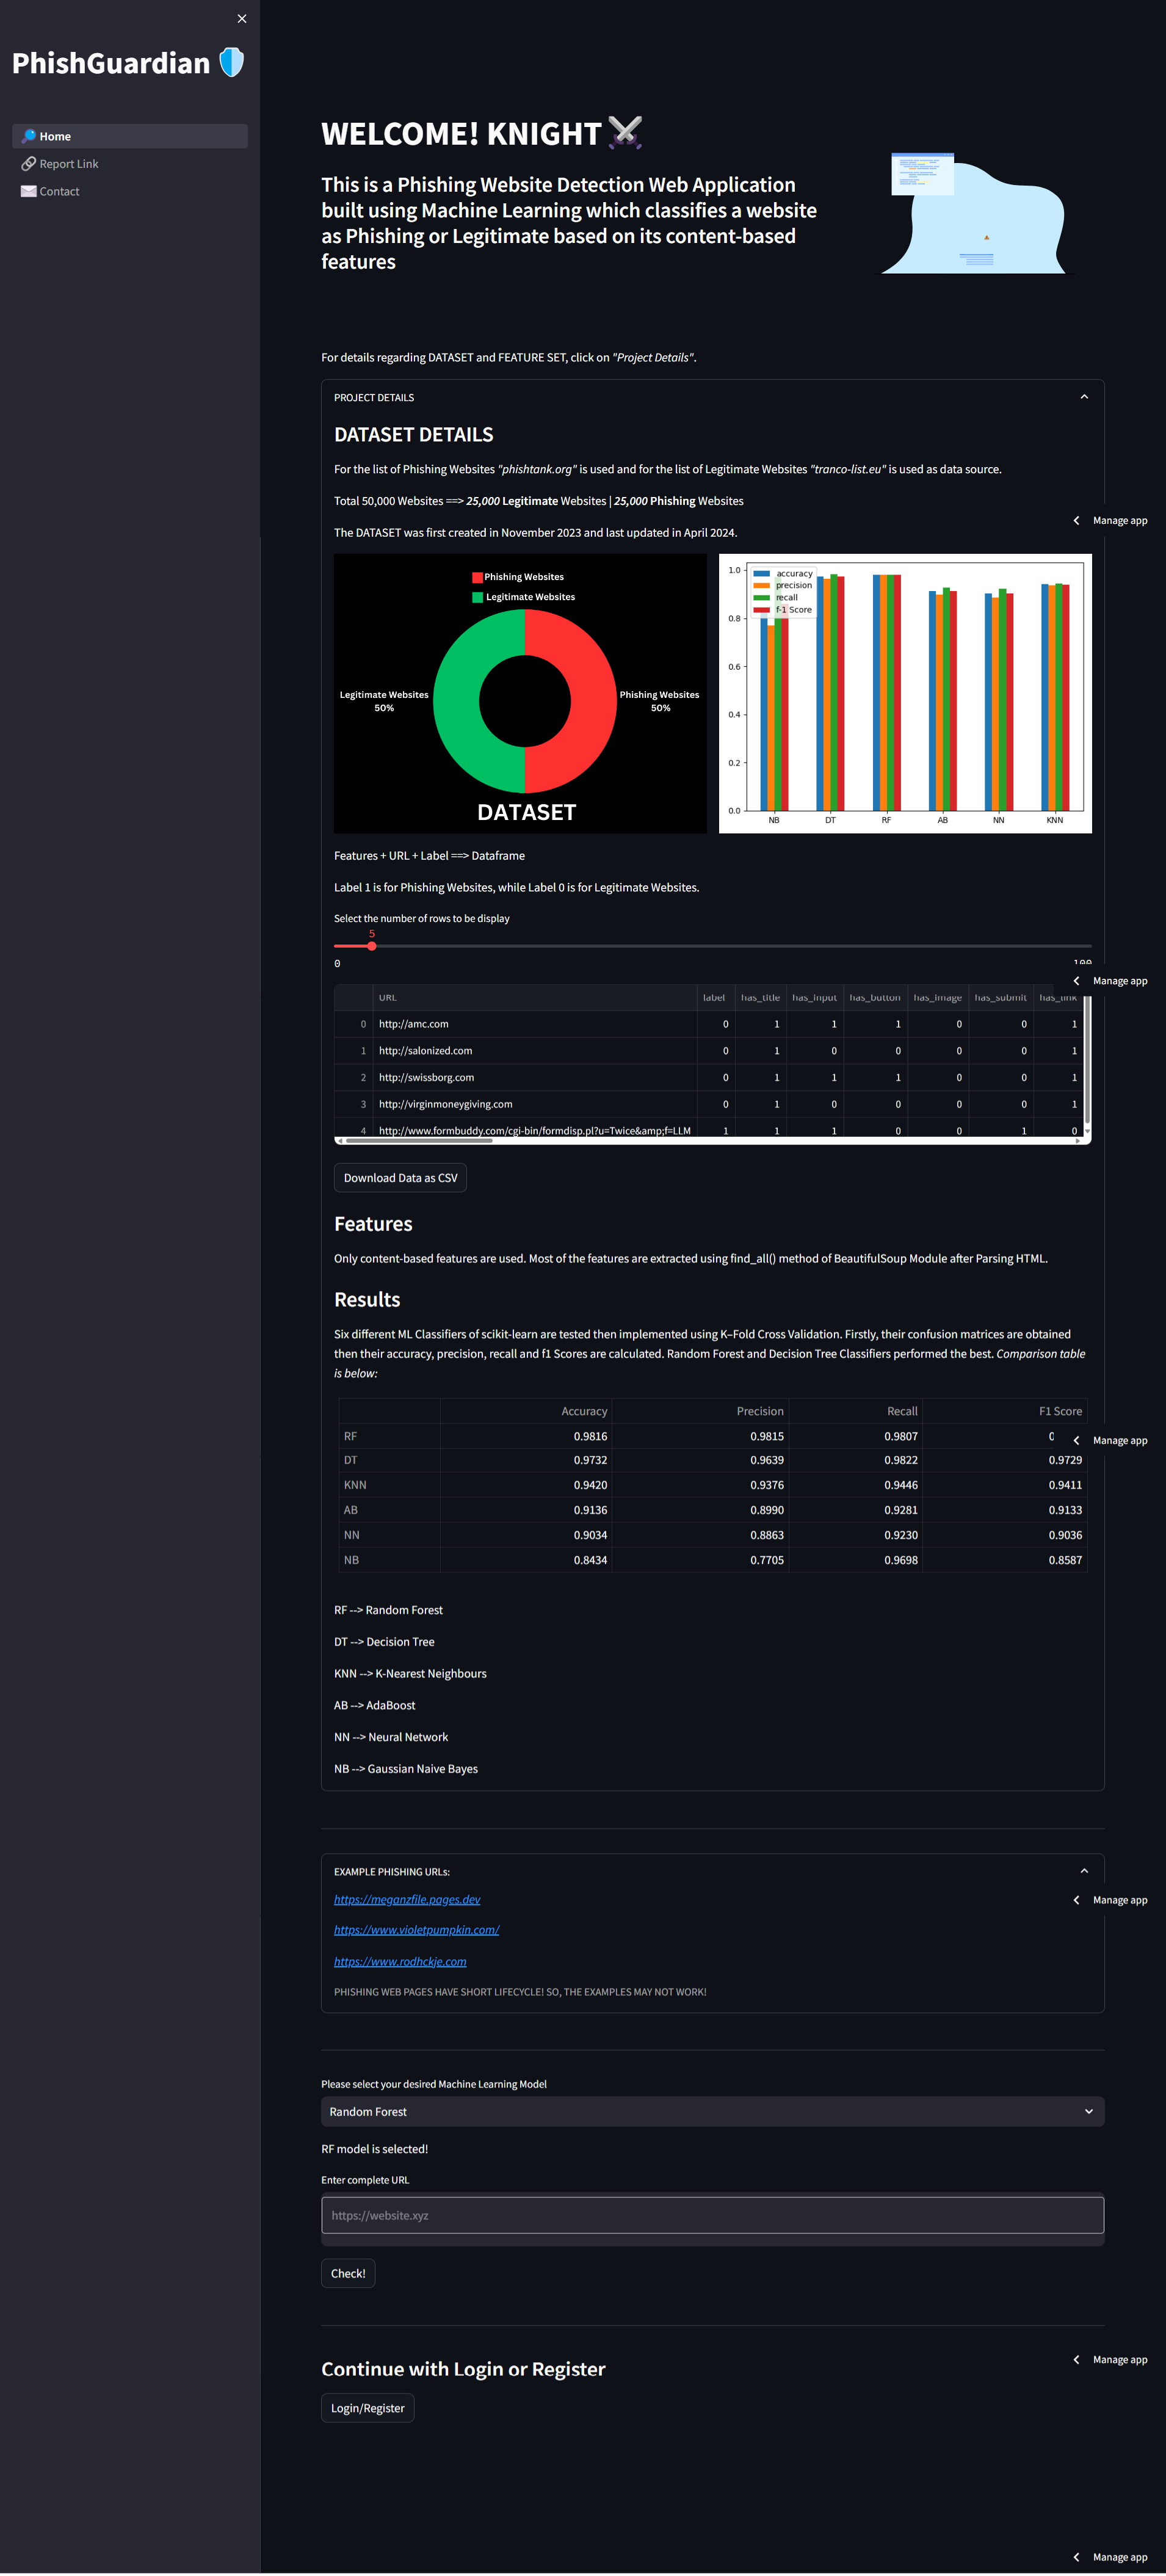 PhishGuardian
Home
Report Link
Contact
WELCOME! KNIGHT
This is a Phishing Website Detection Web Application
built using Machine Learning which classifies a website
as Phishing or Legitimate based on its content-based
features
For details regarding DATASET and FEATURE SET, click on "Project Details".
PROJECT DETAILS
DATASET DETAILS
For the list of Phishing Websites "phishtank.org" is used and for the list of Legitimate Websites "tranco-list.eu" is used as data source.
Total 50,000 Websites ==> 25,000 Legitimate Websites | 25,000 Phishing Websites
Manage app
The DATASET was first created in November 2023 and last updated in April 2024.
Phishing Websites
Legitimate Websites
Legitimate Websites
50%
Phishing Websites
50%
DATASET
accuracy
precision
recall
f-1 Score
1.0
0.8
0.6
0.4
0.2
0.0
NB DT RF AB NN KNN
Features + URL + Label ==> Dataframe
Label 1 is for Phishing Websites, while Label 0 is for Legitimate Websites.
Select the number of rows to be display
5
0 100
Manage app
URL label has_title has_input has_button has_image has_submit has_link
0 http://amc.com 0 1 1 1 0 0 1
1 http://salonized.com 0 1 0 0 0 0 1
2 http://swissborg.com 0 1 1 1 0 0 1
3 http://virginmoneygiving.com 0 1 0 0 0 0 1
4 http://www.formbuddy.com/cgi-bin/formdisp.pl?u=Twice&amp;f=LLM 1 1 1 0 0 1 0
Download Data as CSV
Features
Only content-based features are used. Most of the features are extracted using find_all() method of BeautifulSoup Module after Parsing HTML.
Results
Six different ML Classifiers of scikit-learn are tested then implemented using K–Fold Cross Validation. Firstly, their confusion matrices are obtained
then their accuracy, precision, recall and f1 Scores are calculated. Random Forest and Decision Tree Classifiers performed the best. Comparison table
is below:
Accuracy Precision Recall F1 Score
RF 0.9816 0.9815 0.9807 0
Manage app
DT 0.9732 0.9639 0.9822 0.9729
KNN 0.9420 0.9376 0.9446 0.9411
AB 0.9136 0.8990 0.9281 0.9133
NN 0.9034 0.8863 0.9230 0.9036
NB 0.8434 0.7705 0.9698 0.8587
RF --> Random Forest
DT --> Decision Tree
KNN --> K-Nearest Neighbours
AB --> AdaBoost
NN --> Neural Network
NB --> Gaussian Naive Bayes
EXAMPLE PHISHING URLs:
https://meganzfile.pages.dev
Manage app
https://www.violetpumpkin.com/
https://www.rodhckje.com
PHISHING WEB PAGES HAVE SHORT LIFECYCLE! SO, THE EXAMPLES MAY NOT WORK!
Please select your desired Machine Learning Model
Random Forest
RF model is selected!
Enter complete URL
https://website.xyz
Check!
Manage app
Continue with Login or Register
Login/Register
Manage app